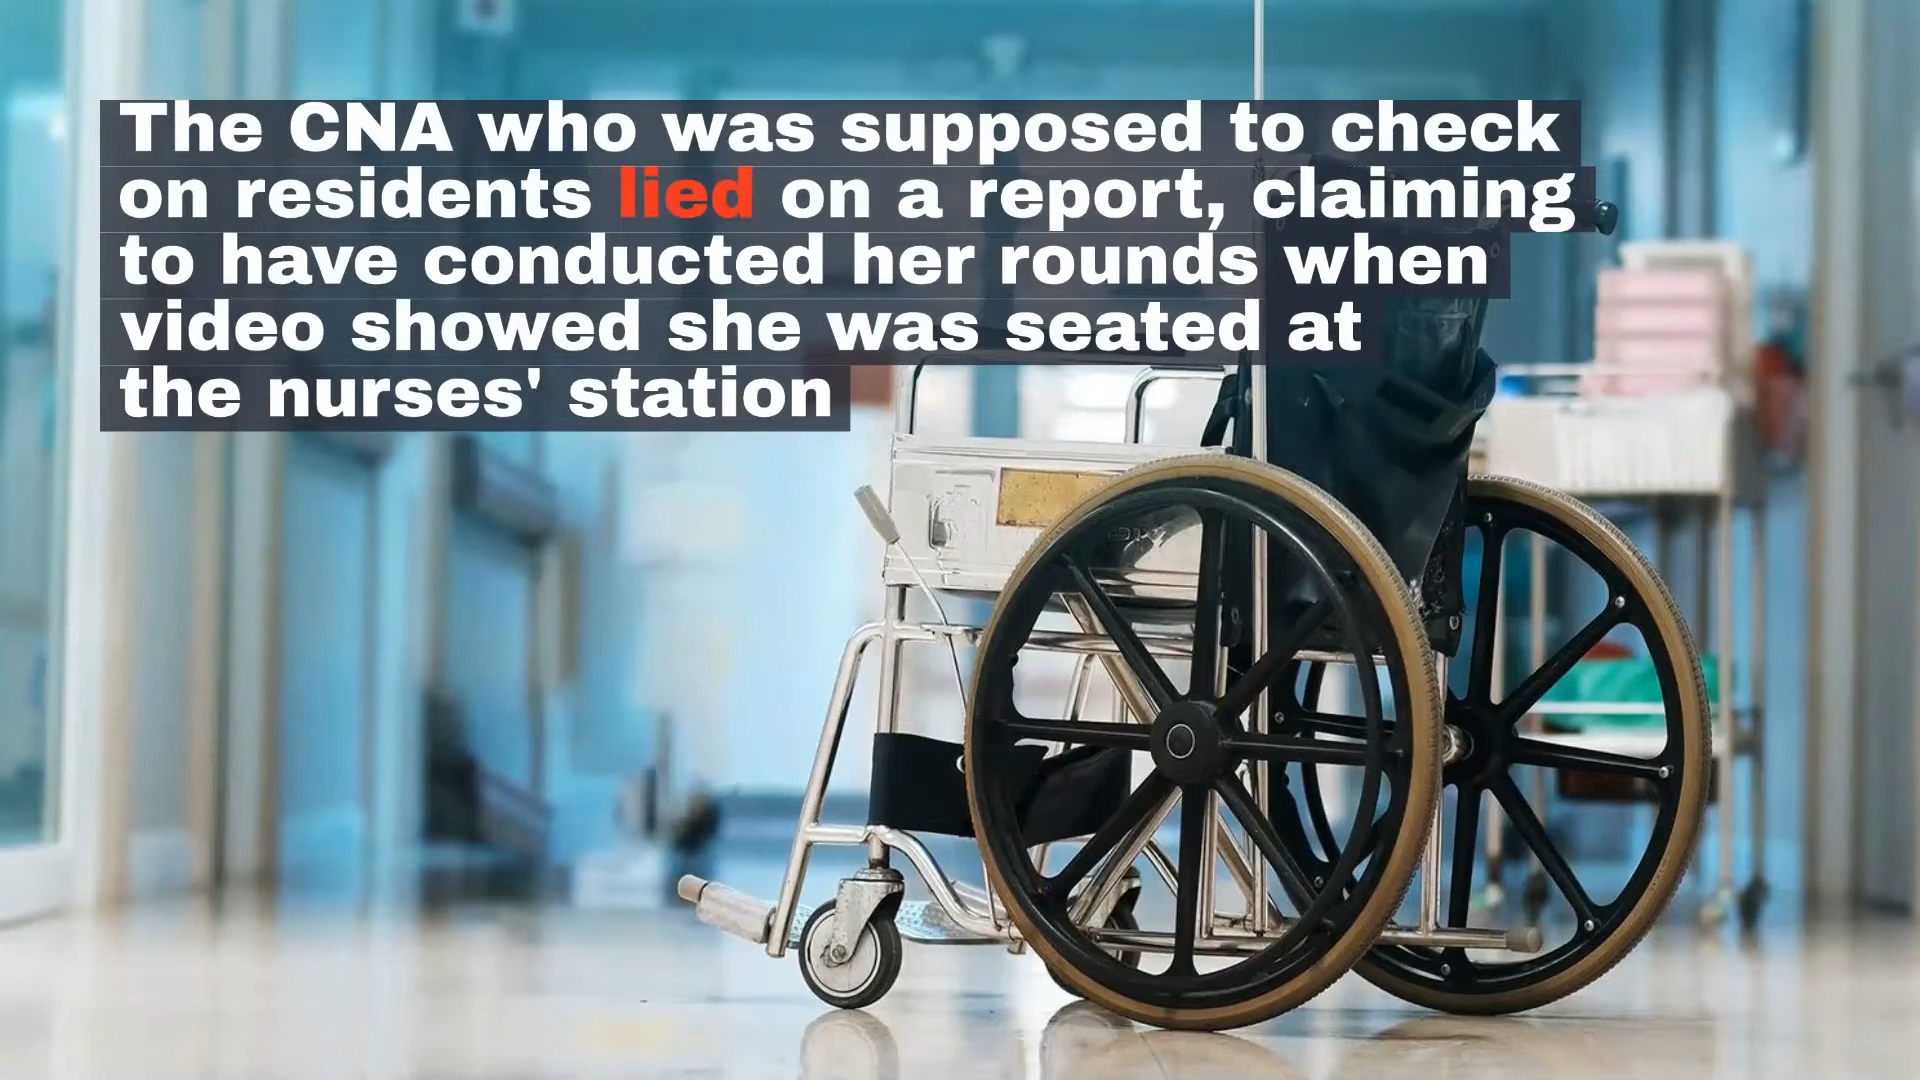 The CNA who was supposed to check
on residents lied on a report, claiming
to have conducted her rounds when
video showed she was seated at
the nurses' station